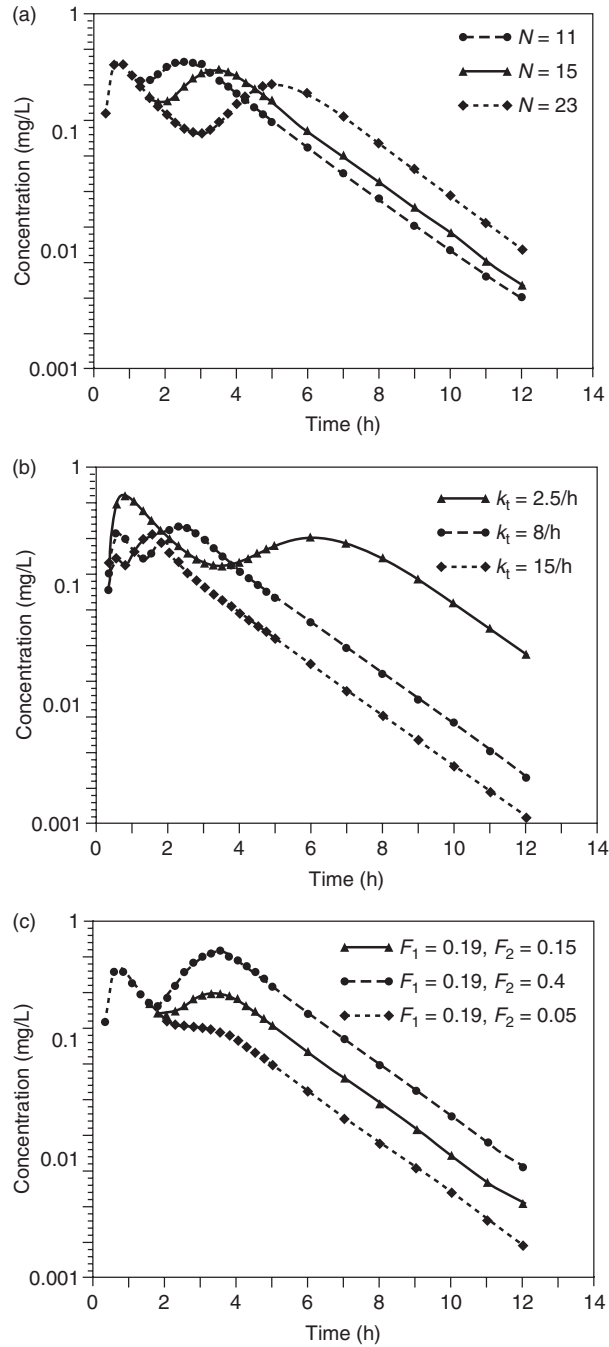 (a)
1
0.1
0.01
0.001
Concentration (mg/L)
N = 11
N = 15
N = 23
0 2 4 6 8 10 12 14
Time (h)
(b)
1
0.1
0.01
0.001
Concentration (mg/L)
kt = 2.5/h
kt = 8/h
kt = 15/h
0 2 4 6 8 10 12 14
Time (h)
(c)
1
0.1
0.01
0.001
Concentration (mg/L)
F1 = 0.19, F2 = 0.15
F1 = 0.19, F2 = 0.4
F1 = 0.19, F2 = 0.05
0 2 4 6 8 10 12 14
Time (h)